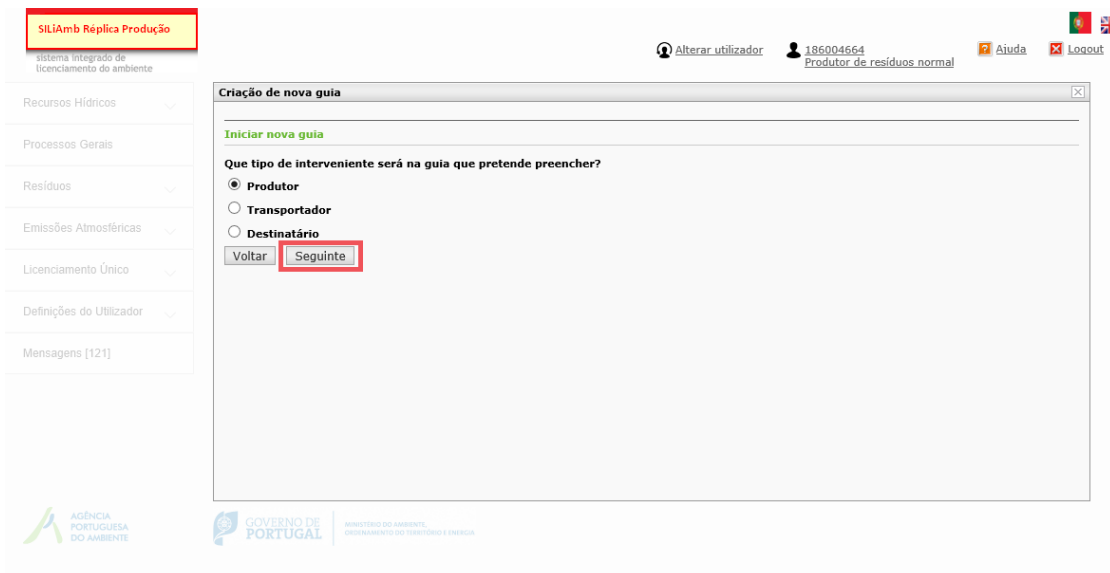 SILiAmb Réplica Produção
sistema integrado de
licenciamento do ambiente
Alterar utilizador
186004664
Produtor de resíduos normal
Ajuda
Logout
Recursos Hídricos
Processos Gerais
Resíduos
Emissões Atmosféricas
Licenciamento Único
Definições do Utilizador
Mensagens [121]
Criação de nova guia
Iniciar nova guia
Que tipo de interveniente será na guia que pretende preencher?
Produtor
Transportador
Destinatário
Voltar
Seguinte
AGÊNCIA
PORTUGUESA
DO AMBIENTE
GOVERNO DE
PORTUGAL
MINISTÉRIO DO AMBIENTE,
ORDENAMENTO DO TERRITÓRIO E ENERGIA